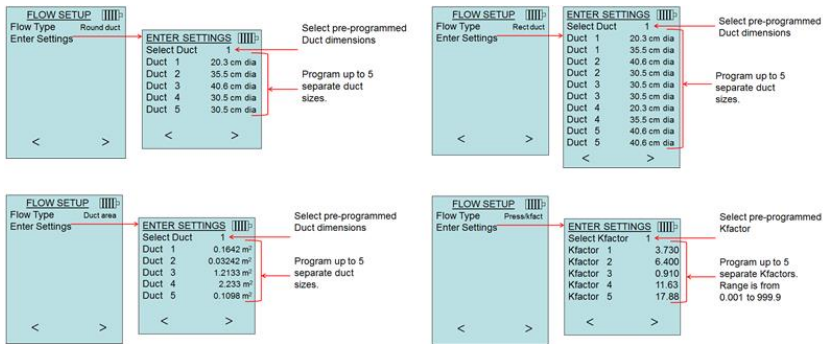 FLOW SETUP
Flow Type Round duct
Enter Settings
< >
ENTER SETTINGS
Select Duct 1
Duct 1 20.3 cm dia
Duct 2 35.5 cm dia
Duct 3 40.6 cm dia
Duct 4 30.5 cm dia
Duct 5 30.5 cm dia
< >
Select pre-programmed
Duct dimensions
Program up to 5
separate duct
sizes.
FLOW SETUP
Flow Type Rect duct
Enter Settings
< >
ENTER SETTINGS
Select Duct 1
Duct 1 20.3 cm dia
Duct 1 35.5 cm dia
Duct 2 40.6 cm dia
Duct 2 30.5 cm dia
Duct 3 30.5 cm dia
Duct 3 30.5 cm dia
Duct 4 20.3 cm dia
Duct 4 35.5 cm dia
Duct 5 40.6 cm dia
Duct 5 40.6 cm dia
< >
Select pre-programmed
Duct dimensions
Program up to 5
separate duct
sizes.
FLOW SETUP
Flow Type Duct area
Enter Settings
< >
ENTER SETTINGS
Select Duct 1
Duct 1 0.1642 m²
Duct 2 0.03242 m²
Duct 3 1.2133 m²
Duct 4 2.233 m²
Duct 5 0.1098 m²
< >
Select pre-programmed
Duct dimensions
Program up to 5
separate duct
sizes.
FLOW SETUP
Flow Type Press/kfact
Enter Settings
< >
ENTER SETTINGS
Select Kfactor 1
Kfactor 1 3.730
Kfactor 2 6.400
Kfactor 3 0.910
Kfactor 4 11.63
Kfactor 5 17.88
< >
Select pre-programmed
Kfactor
Program up to 5
separate Kfactors.
Range is from
0.001 to 999.9